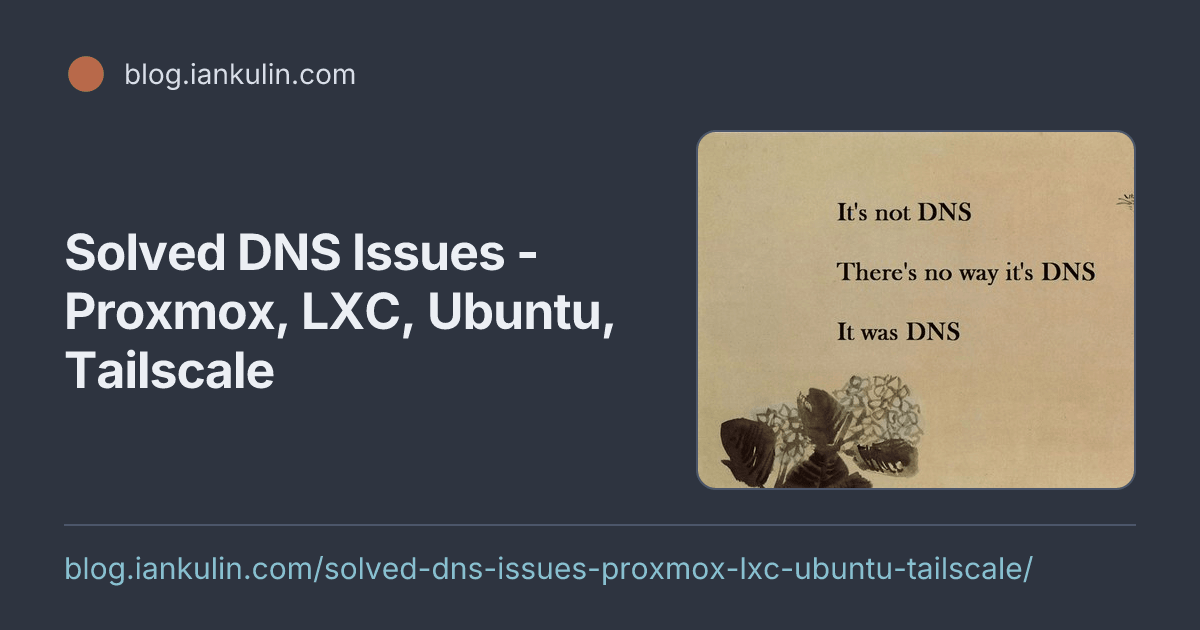 blog.iankulin.com
Solved DNS Issues -
Proxmox, LXC, Ubuntu,
Tailscale
It's not DNS
There's no way it's DNS
It was DNS
blog.iankulin.com/solved-dns-issues-proxmox-lxc-ubuntu-tailscale/